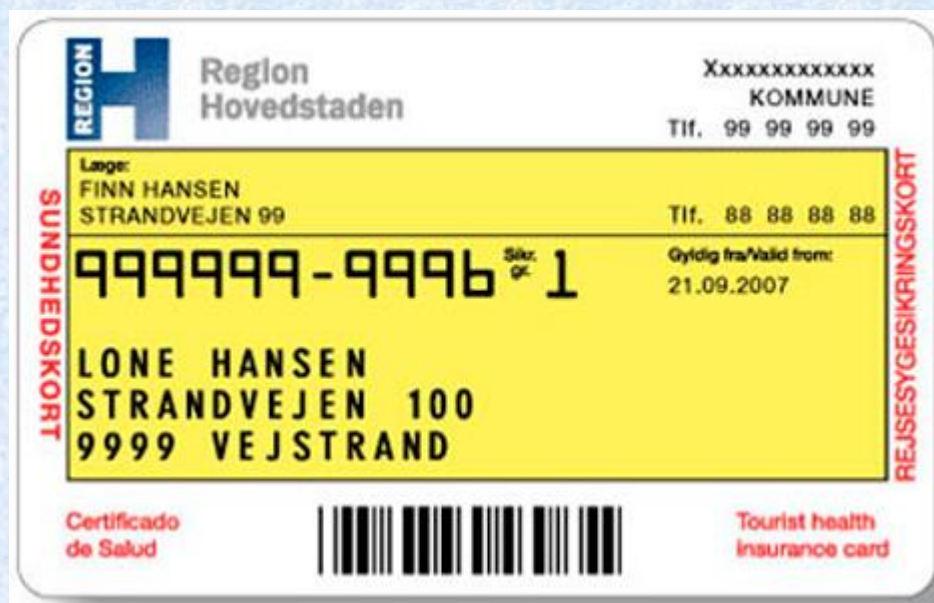 REGION
Region
Hovedstaden
Xxxxxxxxxxxxx
KOMMUNE
Tlf. 99 99 99 99
Læge:
FINN HANSEN
STRANDVEJEN 99
Tlf. 88 88 88 88
999999-9996 Sikr. gr. 1
Gyldig fra/Valid from:
21.09.2007
LONE HANSEN
STRANDVEJEN 100
9999 VEJSTRAND
SUNDHEDSKORT
REJSESYGESIKRINGSKORT
Certificado
de Salud
Tourist health
insurance card